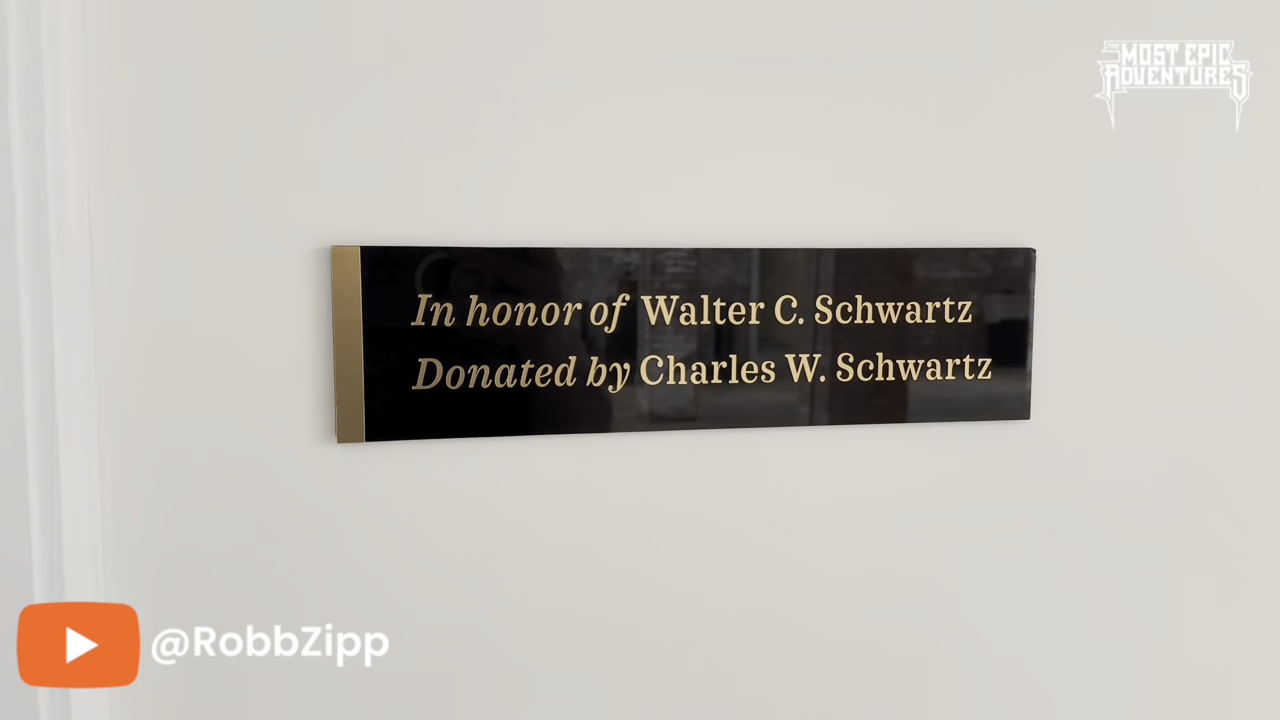 THE
MOST EPIC
ADVENTURES
In honor of Walter C. Schwartz
Donated by Charles W. Schwartz
@RobbZipp